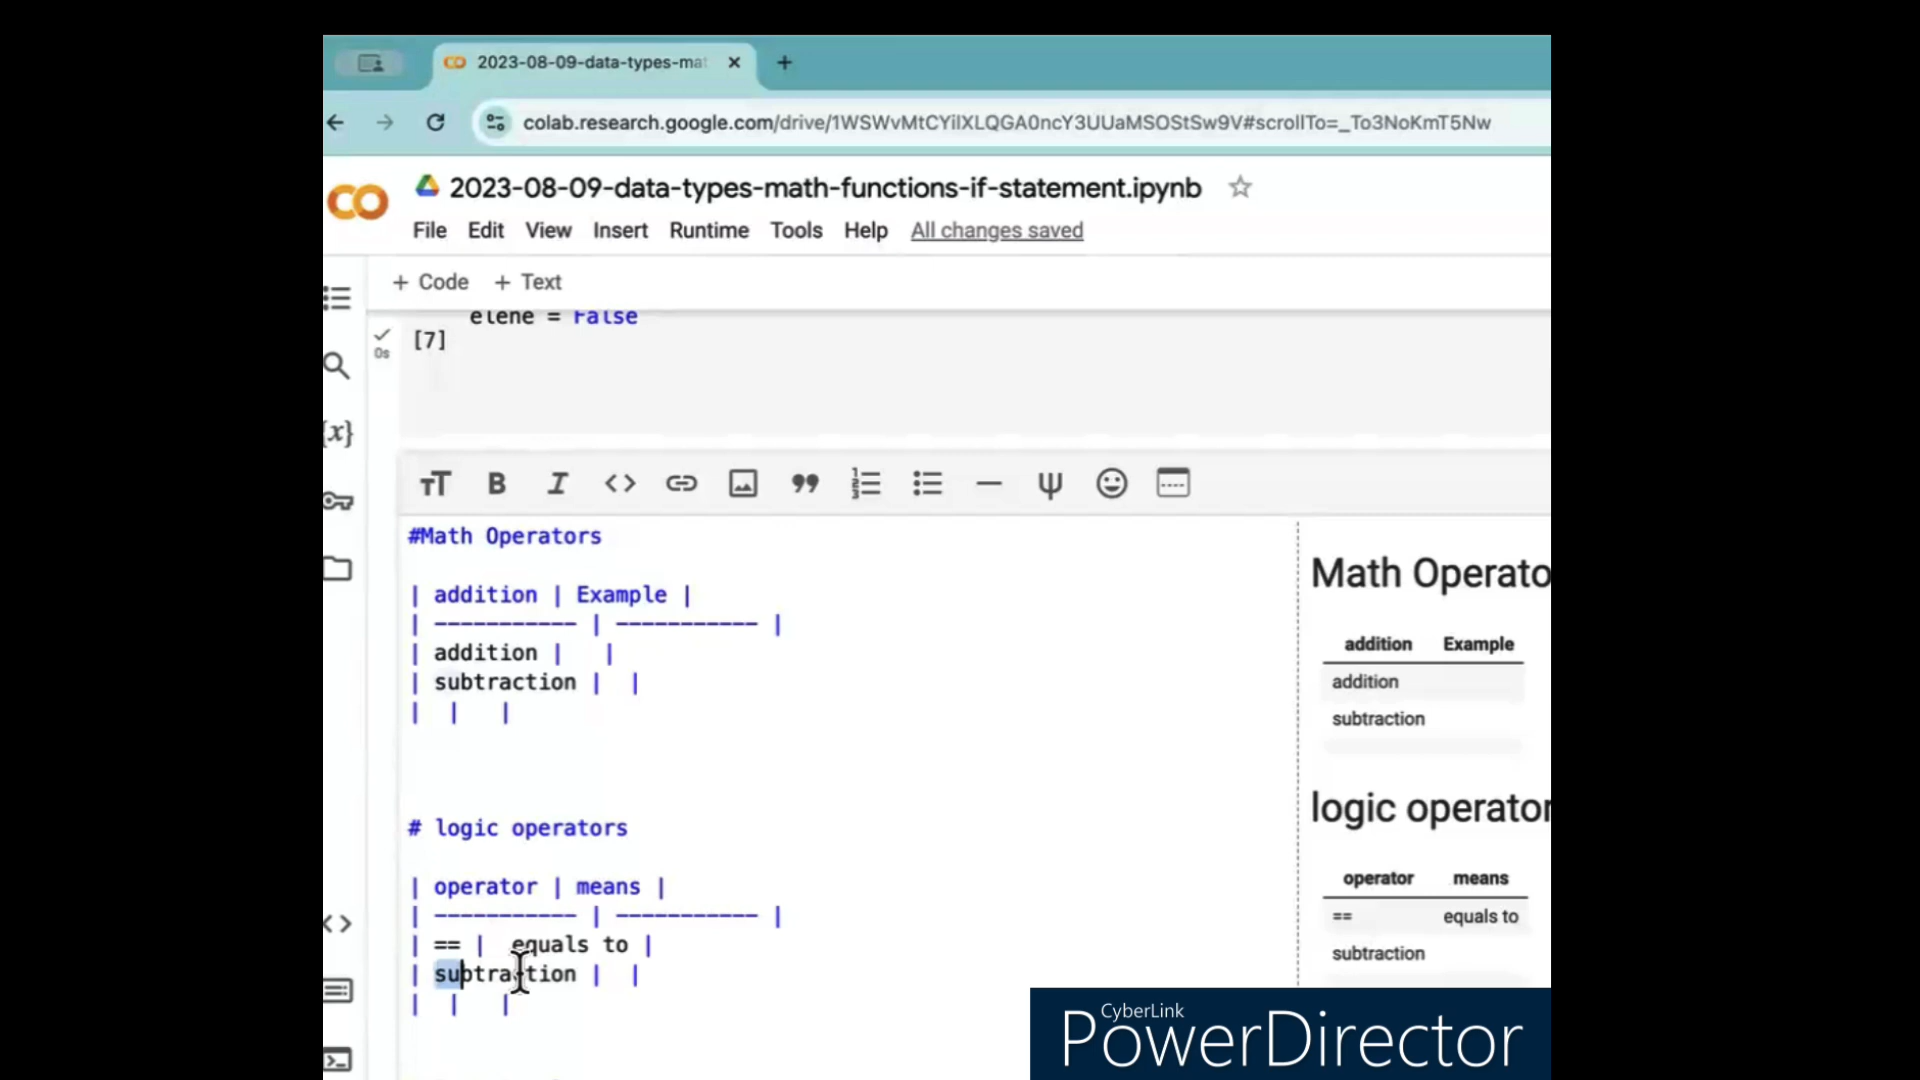 2023-08-09-data-types-mat
colab.research.google.com/drive/1WSWvMtCYilXLQGA0ncY3UUaMSOStSw9V#scrollTo=_To3NoKmT5Nw
CO 2023-08-09-data-types-math-functions-if-statement.ipynb
File Edit View Insert Runtime Tools Help All changes saved
+ Code + Text
elene = False
[7]
0s
{x}
#Math Operators
| addition | Example |
| ----------- | ----------- |
| addition | |
| subtraction | |
| | |
# logic operators
| operator | means |
| ----------- | ----------- |
| == | equals to |
| subtraction | |
| | |
Math Operato
addition Example
addition
subtraction
logic operator
operator means
== equals to
subtraction
CyberLink
PowerDirector